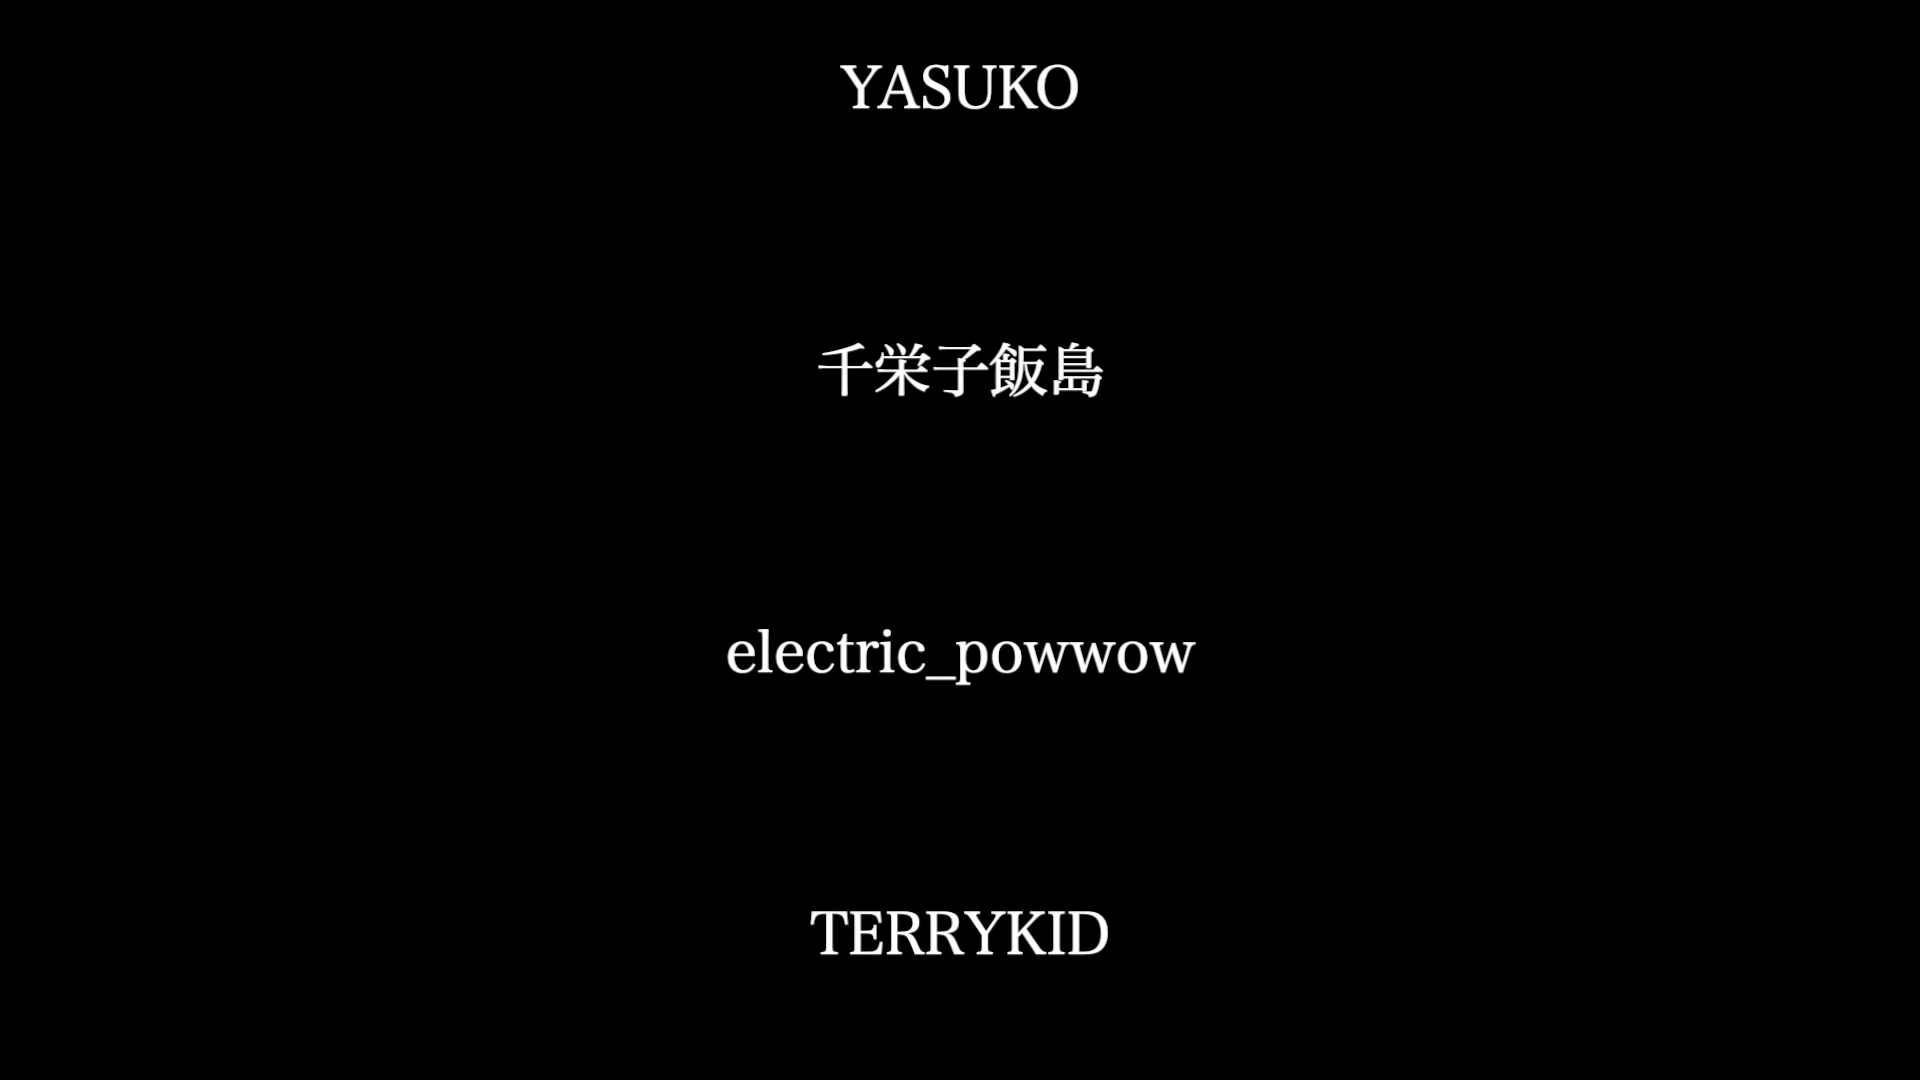 YASUKO
千栄子飯島
electric_powwow
TERRYKID